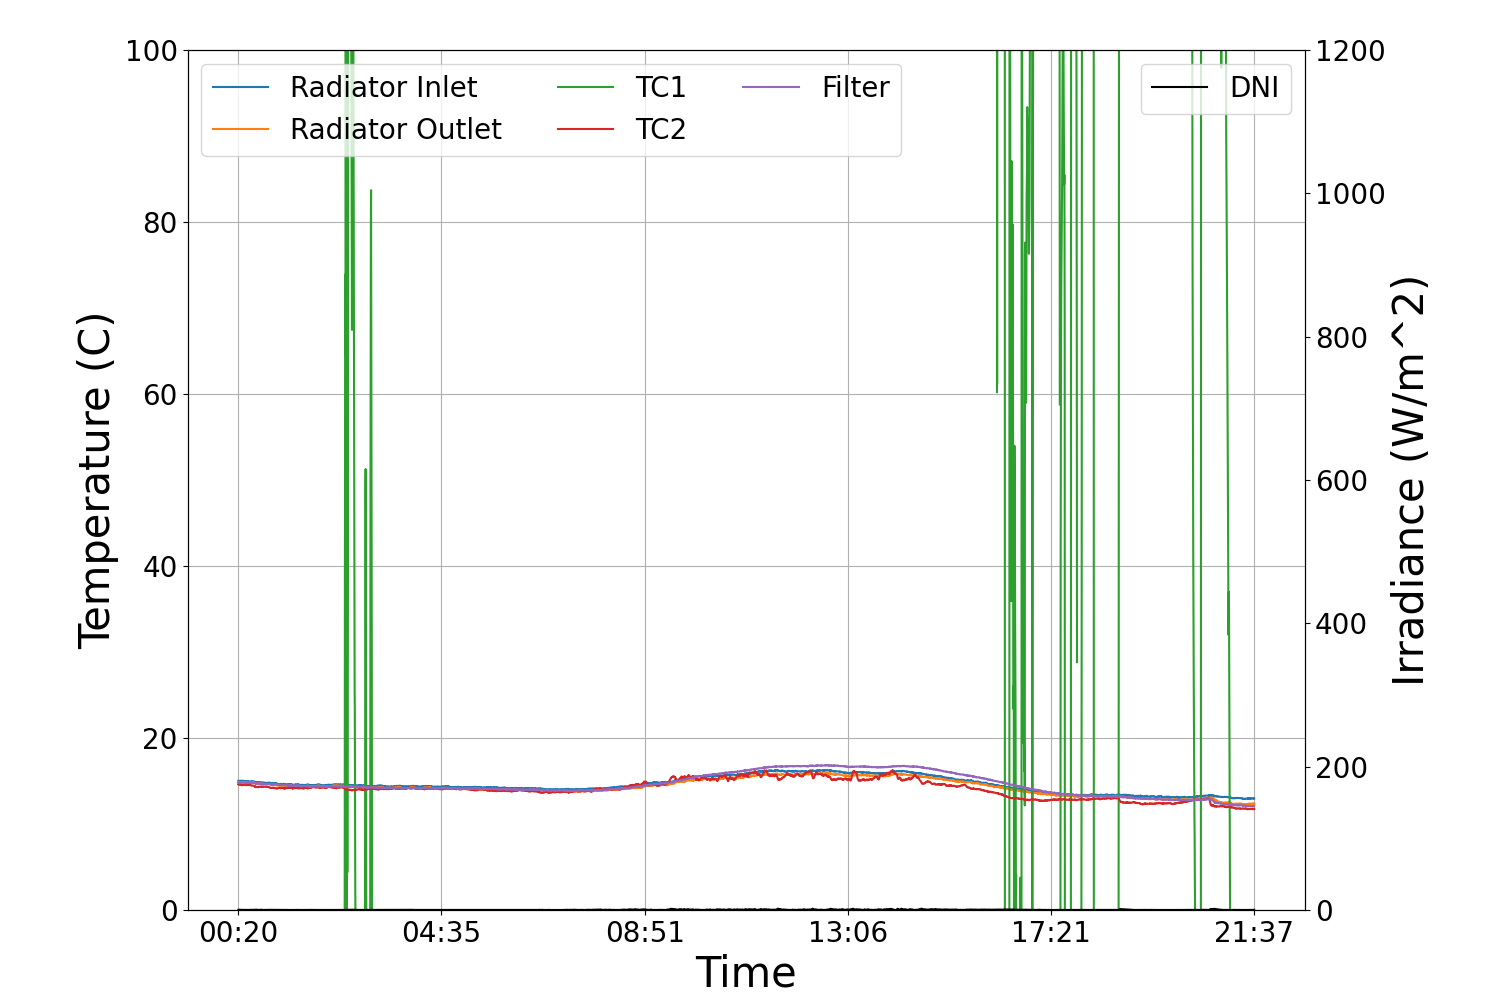 100
80
60
40
20
0
1200
1000
800
600
400
200
0
Radiator Inlet
Radiator Outlet
TC1
TC2
Filter
DNI
Temperature (C)
Irradiance (W/m^2)
00:20
04:35
08:51
13:06
17:21
21:37
Time